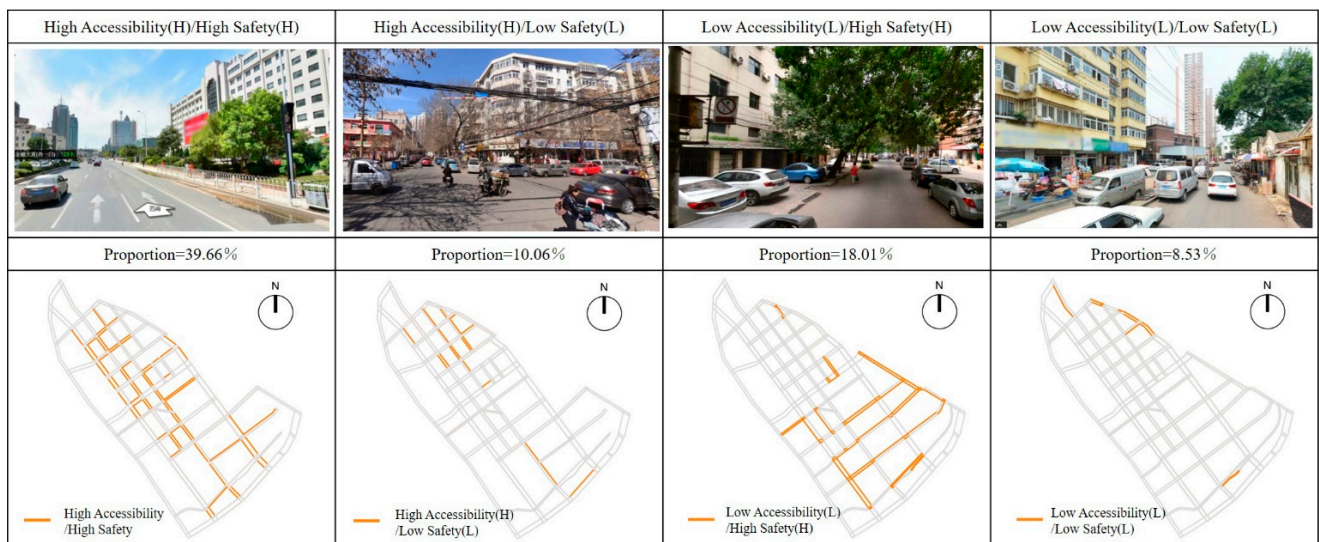 High Accessibility(H)/High Safety(H)
High Accessibility(H)/Low Safety(L)
Low Accessibility(L)/High Safety(H)
Low Accessibility(L)/Low Safety(L)
Proportion=39.66%
Proportion=10.06%
Proportion=18.01%
Proportion=8.53%
N
N
N
N
High Accessibility
/High Safety
High Accessibility(H)
/Low Safety(L)
Low Accessibility(L)
/High Safety(H)
Low Accessibility(L)
/Low Safety(L)